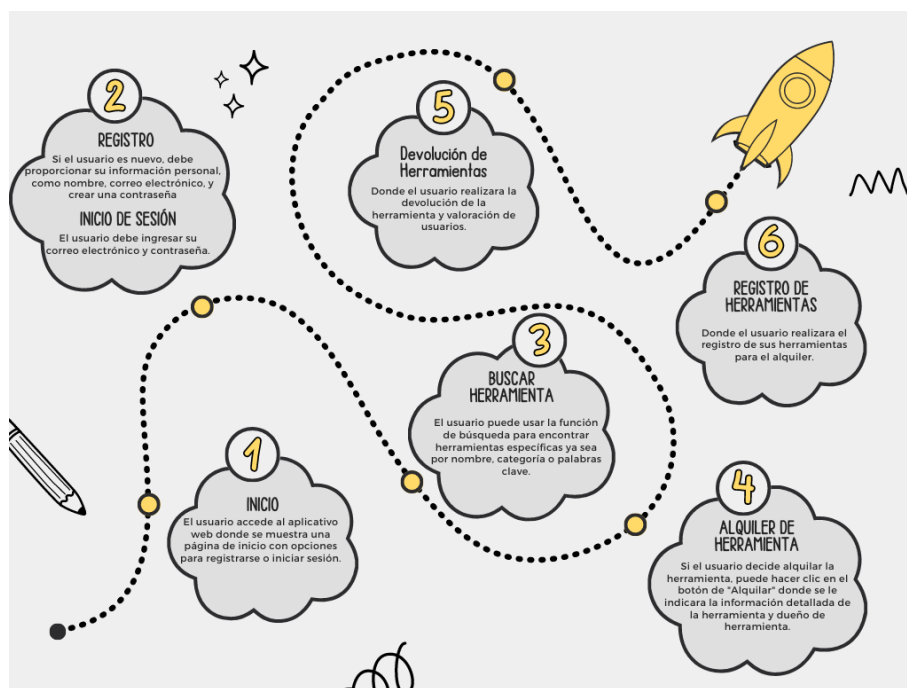 1
INICIO
El usuario accede al aplicativo
web donde se muestra una
página de inicio con opciones
para registrarse o iniciar sesión.
2
REGISTRO
Si el usuario es nuevo, debe
proporcionar su información personal,
como nombre, correo electrónico, y
crear una contraseña
INICIO DE SESIÓN
El usuario debe ingresar su
correo electrónico y contraseña.
3
BUSCAR
HERRAMIENTA
El usuario puede usar la función
de búsqueda para encontrar
herramientas específicas ya sea
por nombre, categoría o palabras
clave.
4
ALQUILER DE
HERRAMIENTA
Si el usuario decide alquilar la
herramienta, puede hacer clic en el
botón de "Alquilar" donde se le
indicara la información detallada de
la herramienta y dueño de
herramienta.
5
Devolución de
Herramientas
Donde el usuario realizara la
devolución de la
herramienta y valoración de
usuarios.
6
REGISTRO DE
HERRAMIENTAS
Donde el usuario realizara el
registro de sus herramientas
para el alquiler.